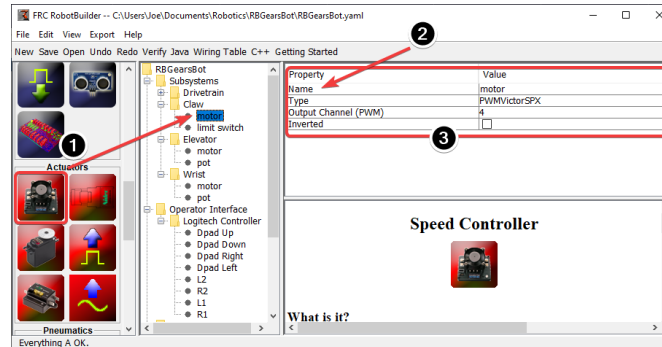 FRC RobotBuilder -- C:\Users\Joe\Documents\Robotics\RBGearsBot\RBGearsBot.yaml
File Edit View Export Help
New Save Open Undo Redo Verify Java Wiring Table C++ Getting Started
Actuators
Pneumatics
RBGearsBot
Subsystems
Drivetrain
Claw
motor
limit switch
Elevator
motor
pot
Wrist
motor
pot
Operator Interface
Logitech Controller
Dpad Up
Dpad Down
Dpad Right
Dpad Left
L2
R2
L1
R1
Property Value
Name motor
Type PWMVictorSPX
Output Channel (PWM) 4
Inverted
1
2
3
Speed Controller
What is it?
Everything A OK.